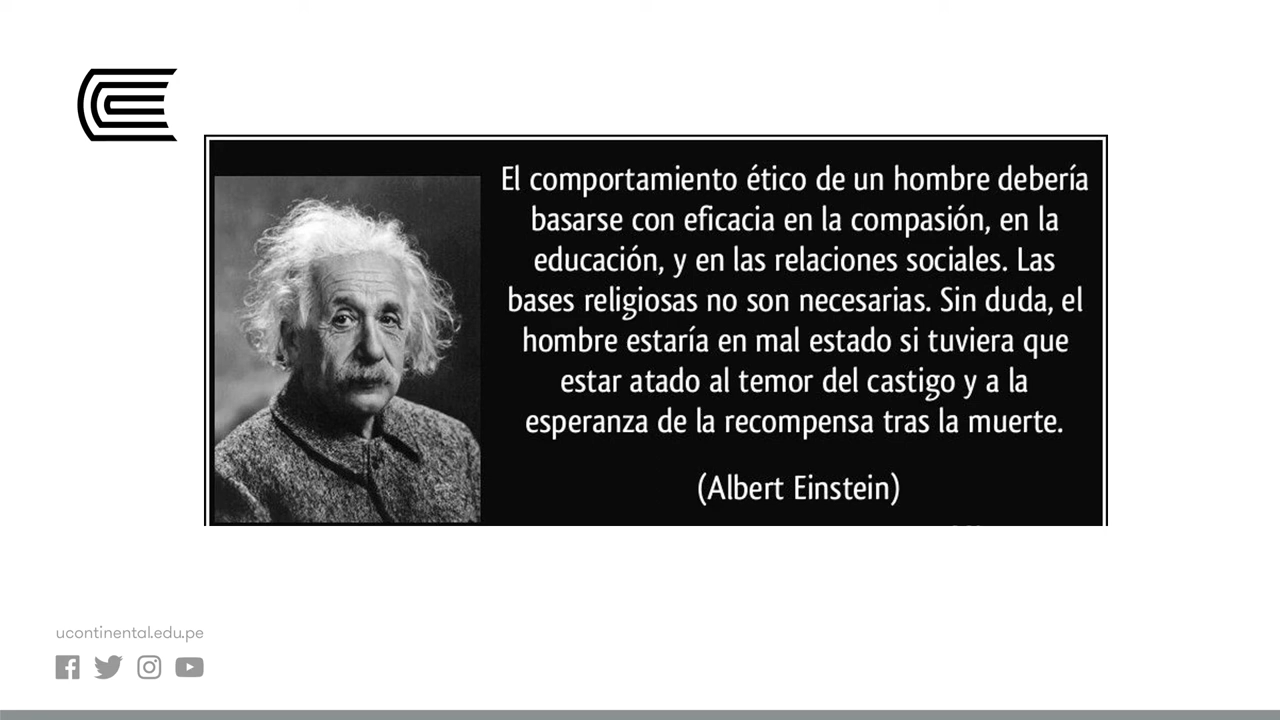 El comportamiento ético de un hombre debería
basarse con eficacia en la compasión, en la
educación, y en las relaciones sociales. Las
bases religiosas no son necesarias. Sin duda, el
hombre estaría en mal estado si tuviera que
estar atado al temor del castigo y a la
esperanza de la recompensa tras la muerte.
(Albert Einstein)
ucontinental.edu.pe